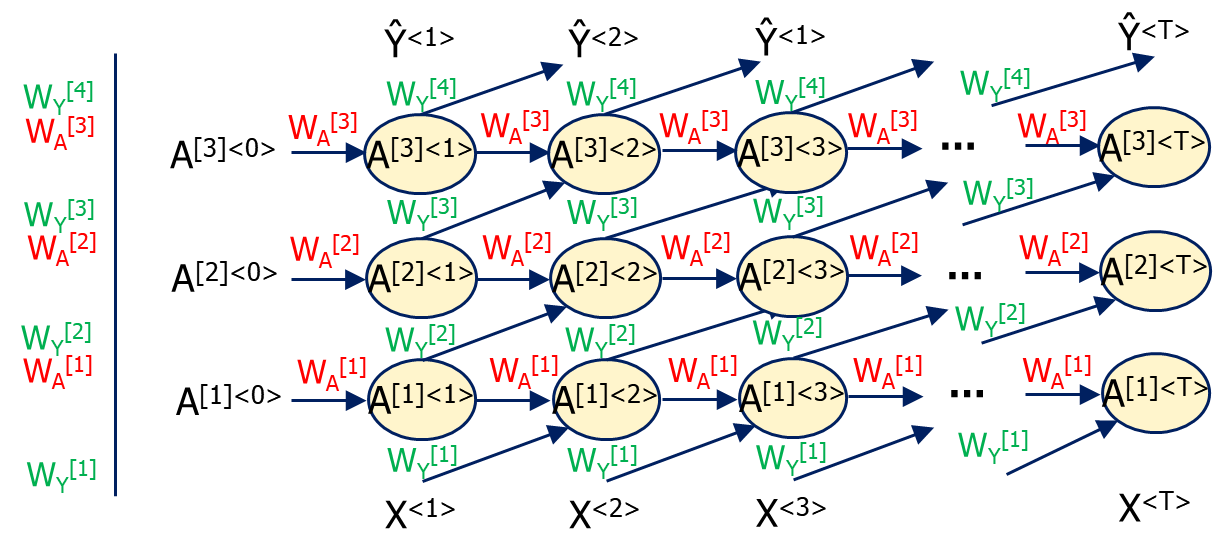 Ŷ<1> Ŷ<2> Ŷ<1> Ŷ<T>
W_Y[4] W_Y[4] W_Y[4] W_Y[4] W_Y[4]
W_A[3] W_A[3] W_A[3] W_A[3] W_A[3] W_A[3]
A[3]<0> A[3]<1> A[3]<2> A[3]<3> ... A[3]<T>
W_Y[3] W_Y[3] W_Y[3] W_Y[3] W_Y[3]
W_A[2] W_A[2] W_A[2] W_A[2] W_A[2] W_A[2]
A[2]<0> A[2]<1> A[2]<2> A[2]<3> ... A[2]<T>
W_Y[2] W_Y[2] W_Y[2] W_Y[2] W_Y[2]
W_A[1] W_A[1] W_A[1] W_A[1] W_A[1] W_A[1]
A[1]<0> A[1]<1> A[1]<2> A[1]<3> ... A[1]<T>
W_Y[1] W_Y[1] W_Y[1] W_Y[1] W_Y[1]
X<1> X<2> X<3> X<T>